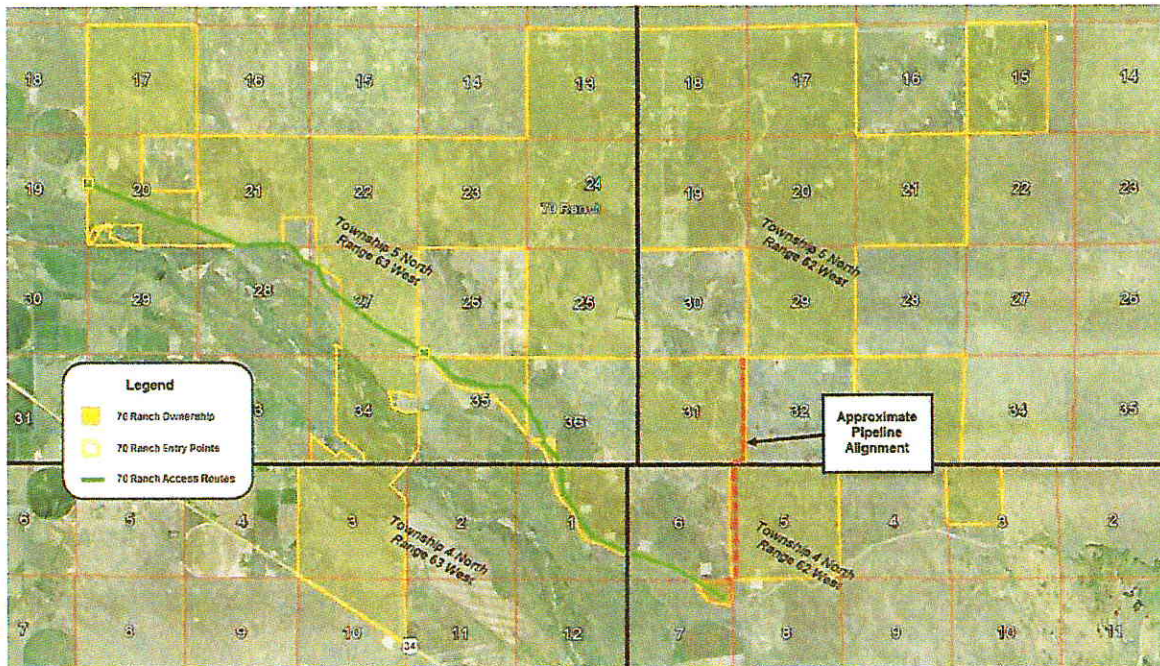 18 17 16 15 14 13 18 17 16 15 14
19 20 21 22 23 24 19 20 21 22 23
70 Ranch
Township 5 North
Range 63 West
Township 5 North
Range 62 West
30 29 28 27 26 25 30 29 28 27 26
Legend
70 Ranch Ownership
70 Ranch Entry Points
70 Ranch Access Routes
31 34 35 36 31 32 34 35
Approximate
Pipeline
Alignment
6 5 4 3 2 1 6 5 4 3 2
Township 4 North
Range 63 West
Township 4 North
Range 62 West
8 9 10 11 12 7 8 9 10 11
34